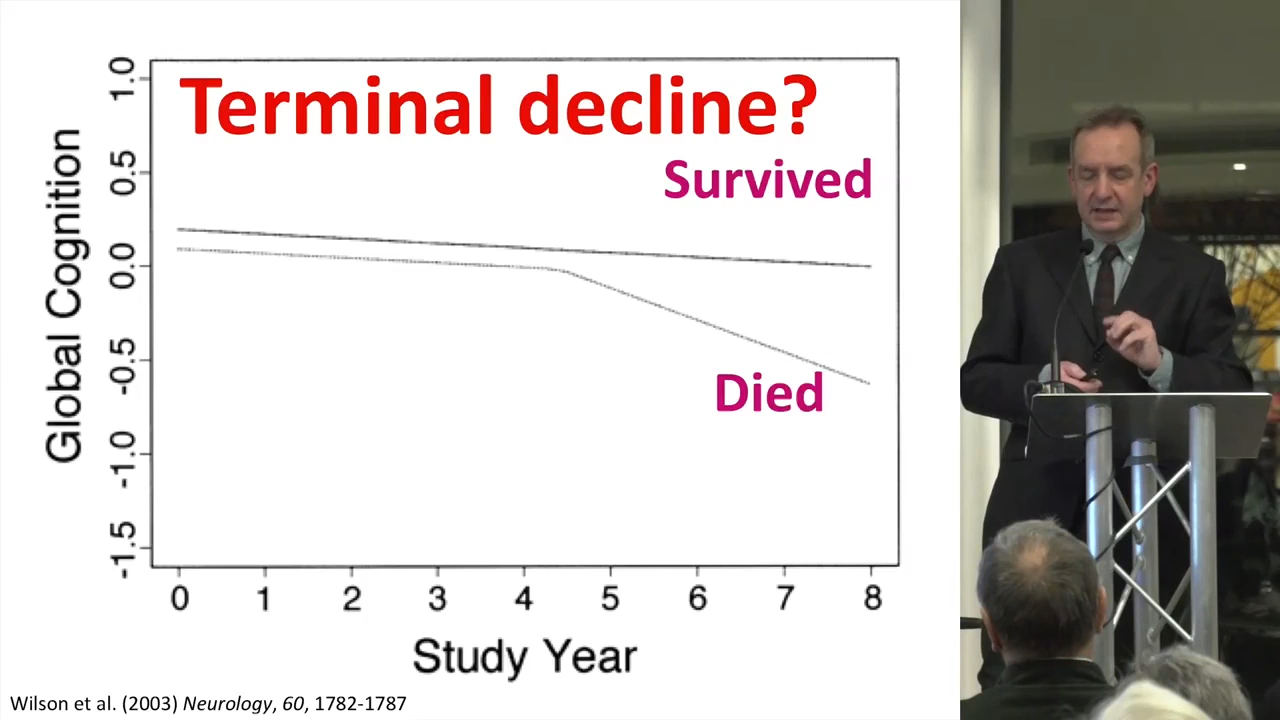 Terminal decline?
Survived
Died
Global Cognition
1.0
0.5
0.0
-0.5
-1.0
-1.5
0 1 2 3 4 5 6 7 8
Study Year
Wilson et al. (2003) Neurology, 60, 1782-1787